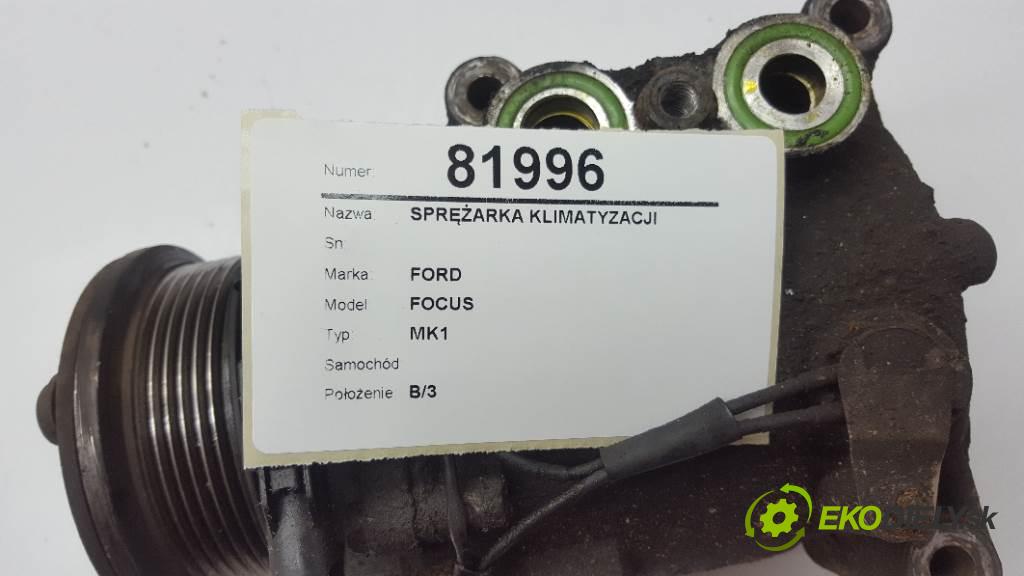 Numer: 81996
Nazwa: SPRĘŻARKA KLIMATYZACJI
Sn:
Marka: FORD
Model FOCUS
Typ: MK1
Samochód
Położenie B/3
EKODIELY.sk